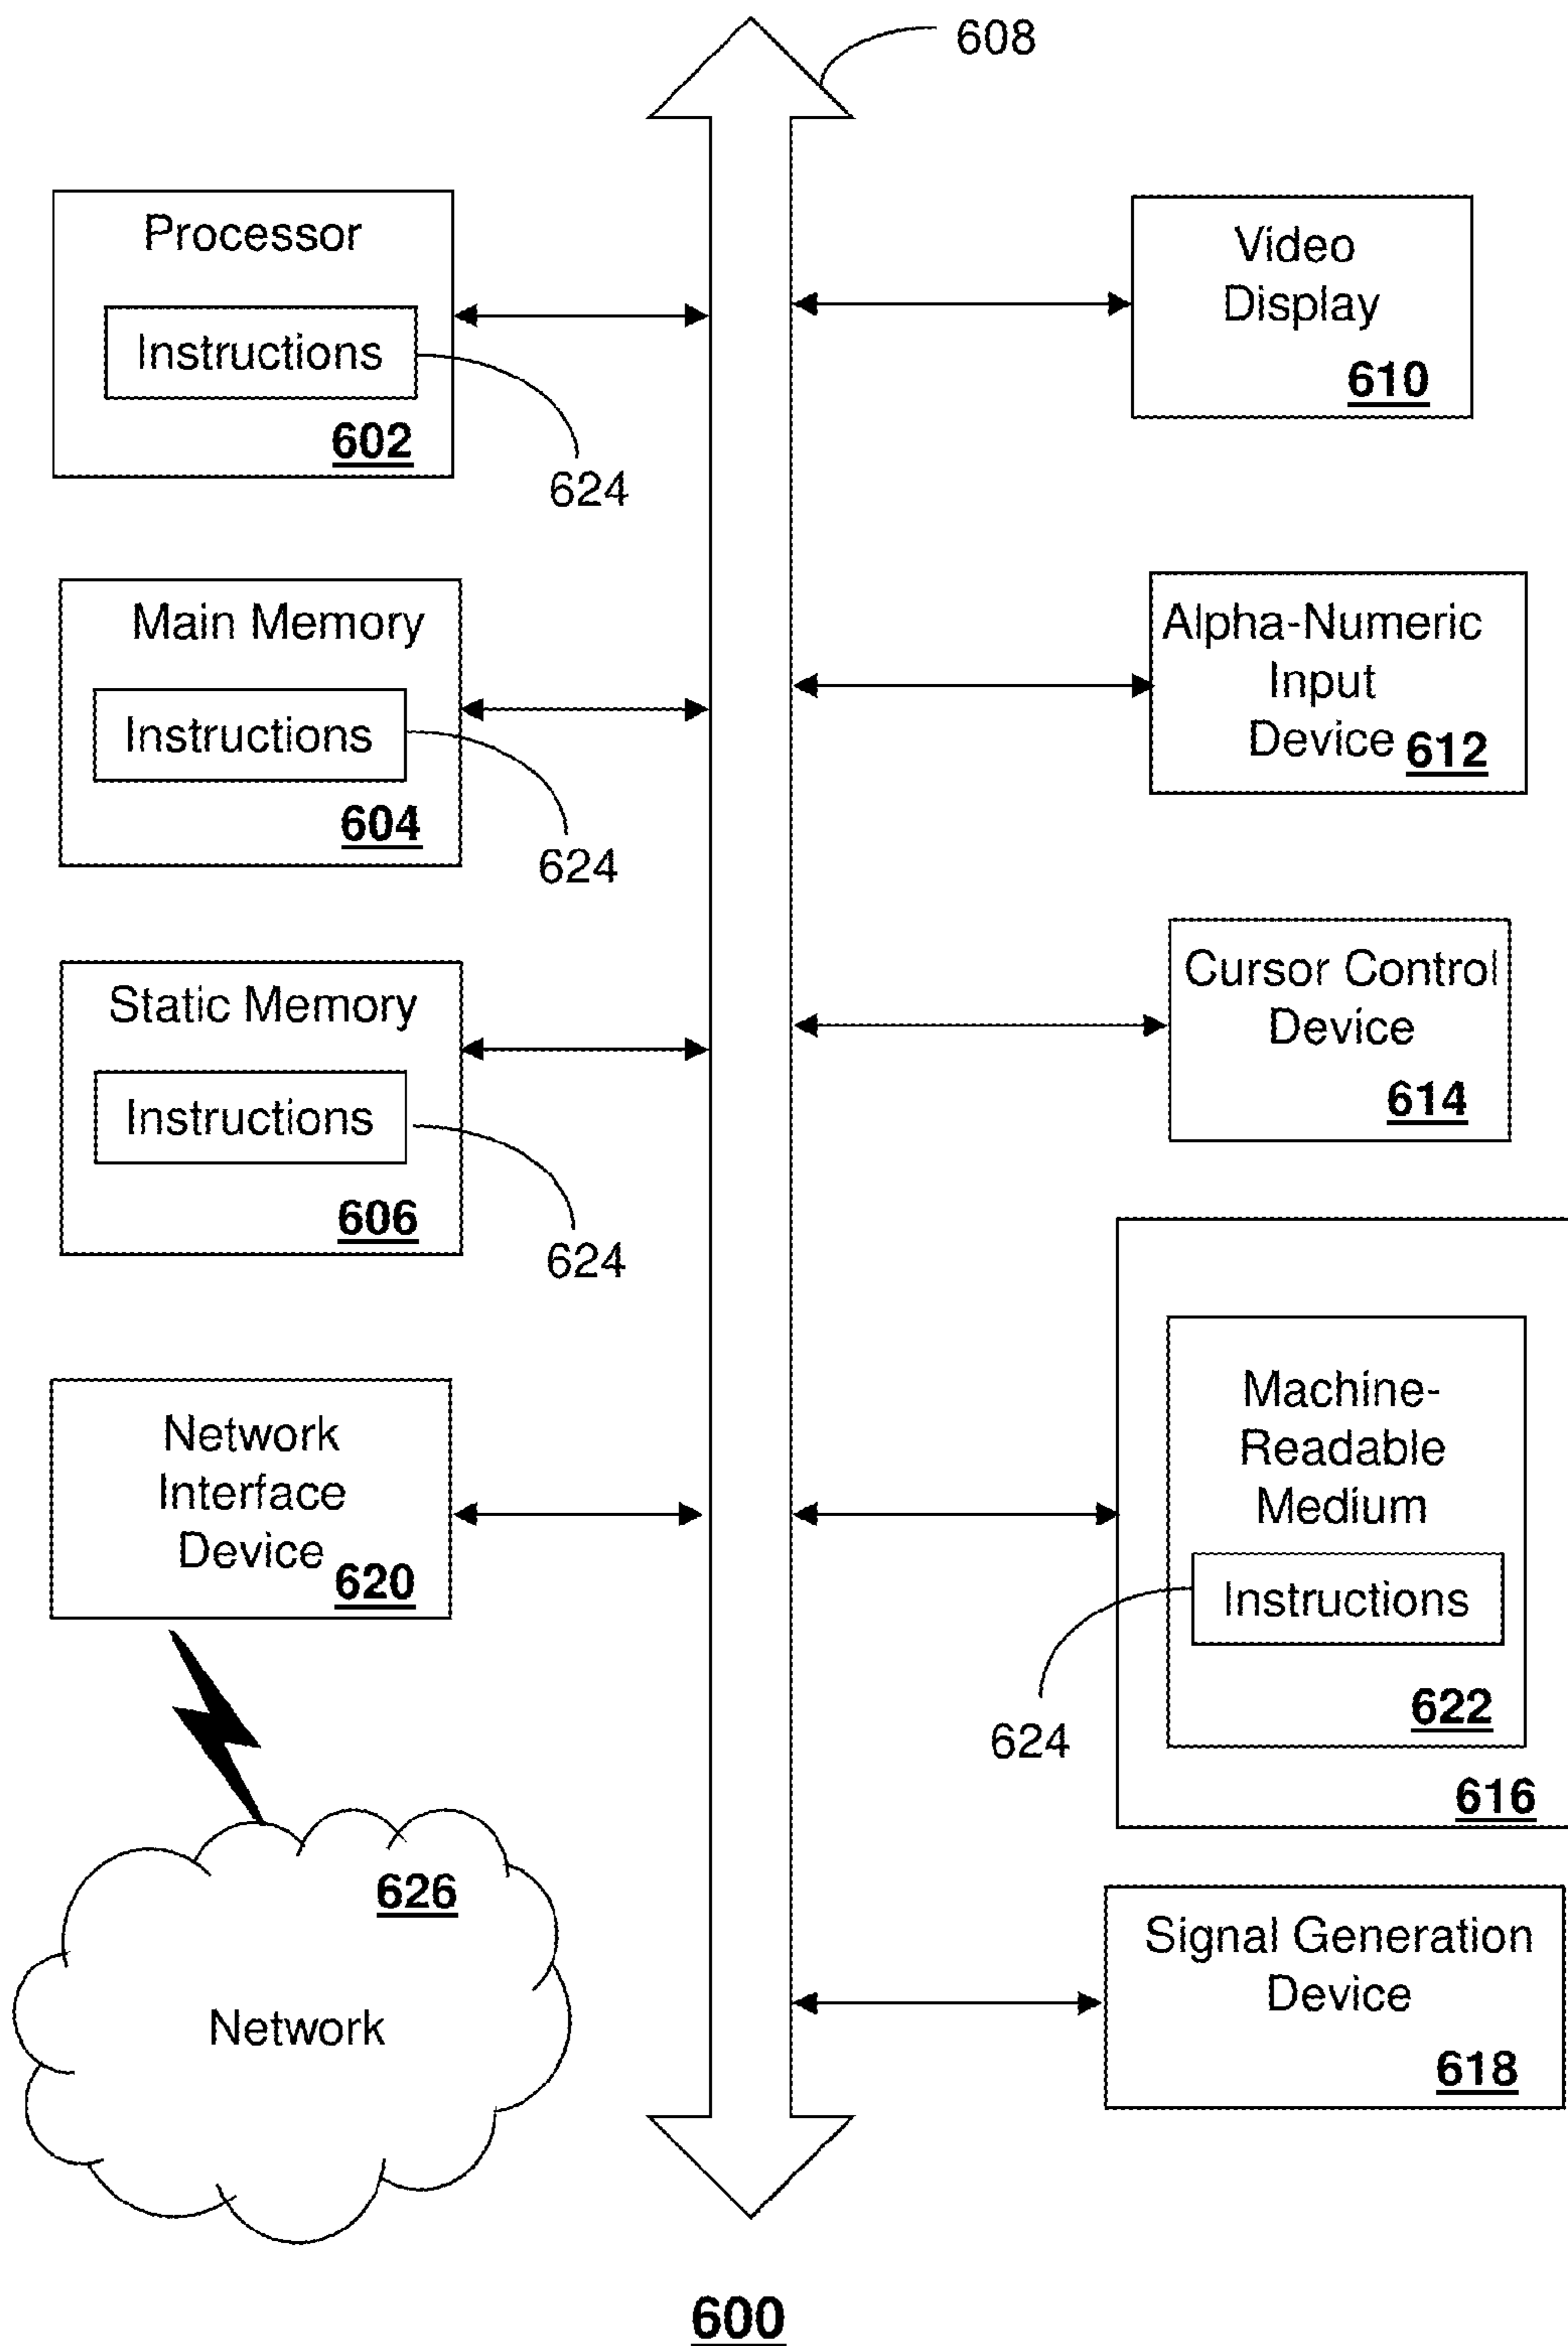 608
Processor
Instructions
602
624
Main Memory
Instructions
604
624
Static Memory
Instructions
606
624
Network
Interface
Device
620
626
Network
Video
Display
610
Alpha-Numeric
Input
Device
612
Cursor Control
Device
614
Machine-
Readable
Medium
Instructions
622
624
616
Signal Generation
Device
618
600